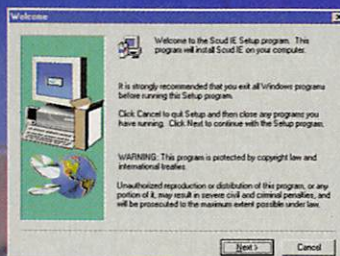 Welcome
Welcome to the Scud IE Setup program. This
program will install Scud IE on your computer.
It is strongly recommended that you exit all Windows programs
before running this Setup program.
Click Cancel to quit Setup and then close any programs you
have running. Click Next to continue with the Setup program.
WARNING: This program is protected by copyright law and
international treaties.
Unauthorized reproduction or distribution of this program, or any
portion of it, may result in severe civil and criminal penalties, and
will be prosecuted to the maximum extent possible under law.
Next > Cancel